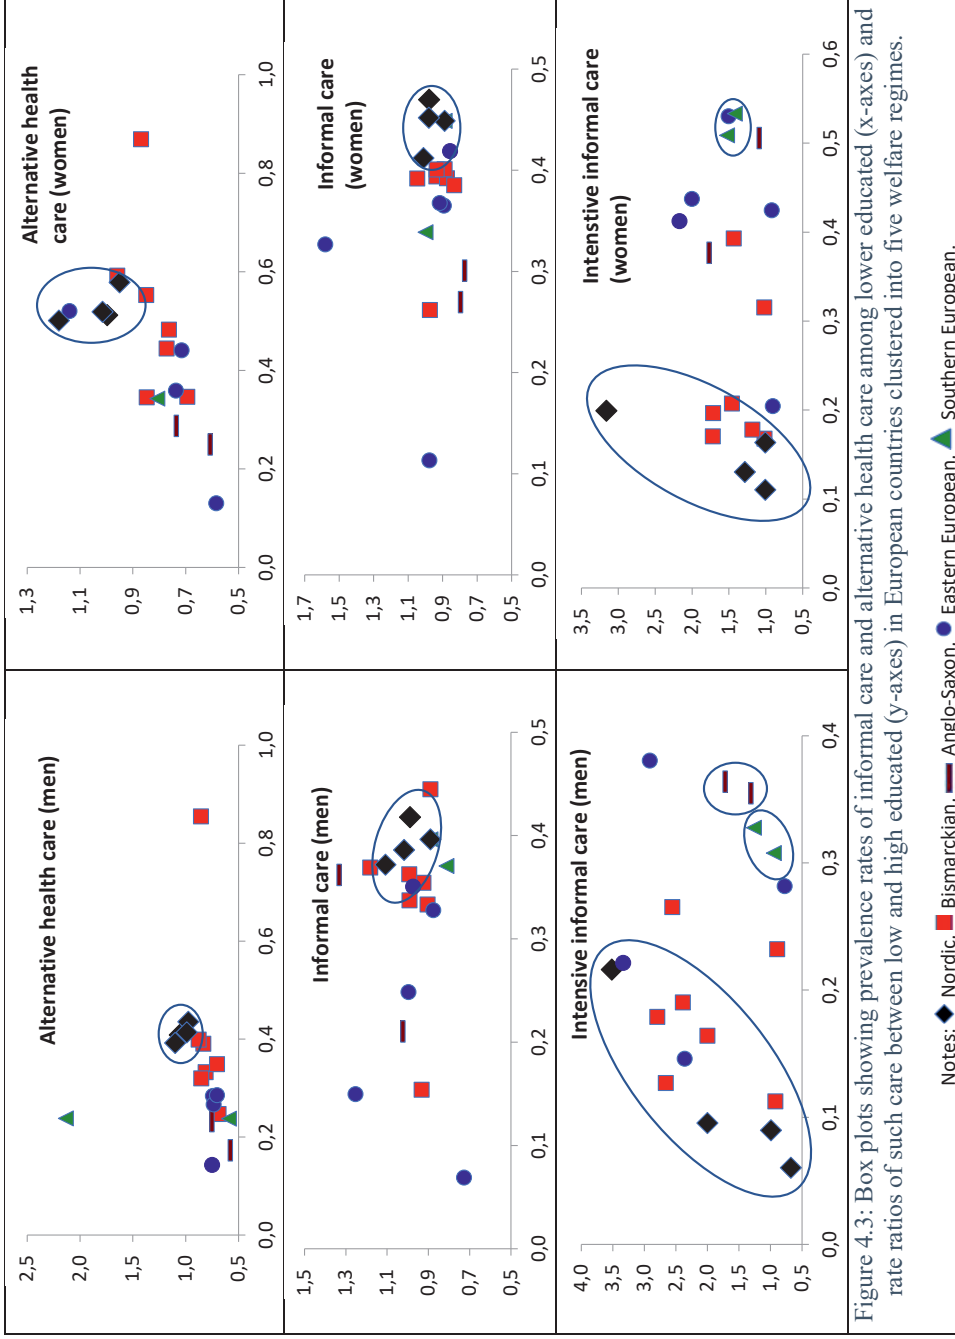 Alternative health care (men)
2,5
2,0
1,5
1,0
0,5
0,0 0,2 0,4 0,6 0,8 1,0
Alternative health
care (women)
1,3
1,1
0,9
0,7
0,5
0,0 0,2 0,4 0,6 0,8 1,0
Informal care (men)
1,5
1,3
1,1
0,9
0,7
0,5
0,0 0,1 0,2 0,3 0,4 0,5
Informal care
(women)
1,7
1,5
1,3
1,1
0,9
0,7
0,5
0,0 0,1 0,2 0,3 0,4 0,5
Intensive informal care (men)
4,0
3,5
3,0
2,5
2,0
1,5
1,0
0,5
0,0 0,1 0,2 0,3 0,4
Intenstive informal care
(women)
3,5
3,0
2,5
2,0
1,5
1,0
0,5
0,0 0,1 0,2 0,3 0,4 0,5 0,6
Figure 4.3: Box plots showing prevalence rates of informal care and alternative health care among lower educated (x-axes) and
rate ratios of such care between low and high educated (y-axes) in European countries clustered into five welfare regimes.
Notes: Nordic, Bismarckian, Anglo-Saxon, Eastern European, Southern European.